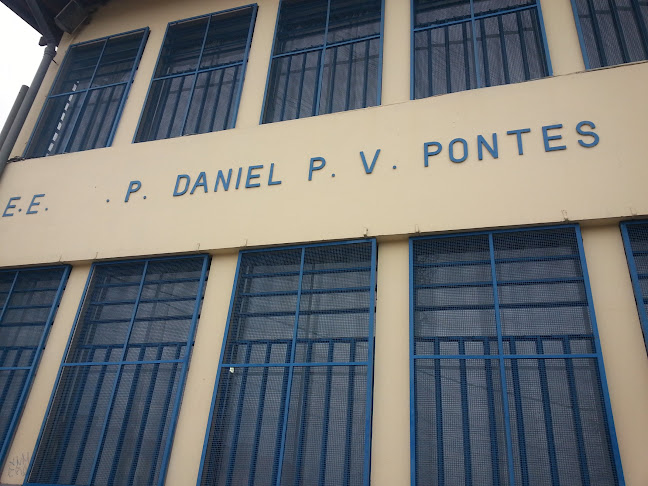 E.E. . P. DANIEL P. V. PONTES